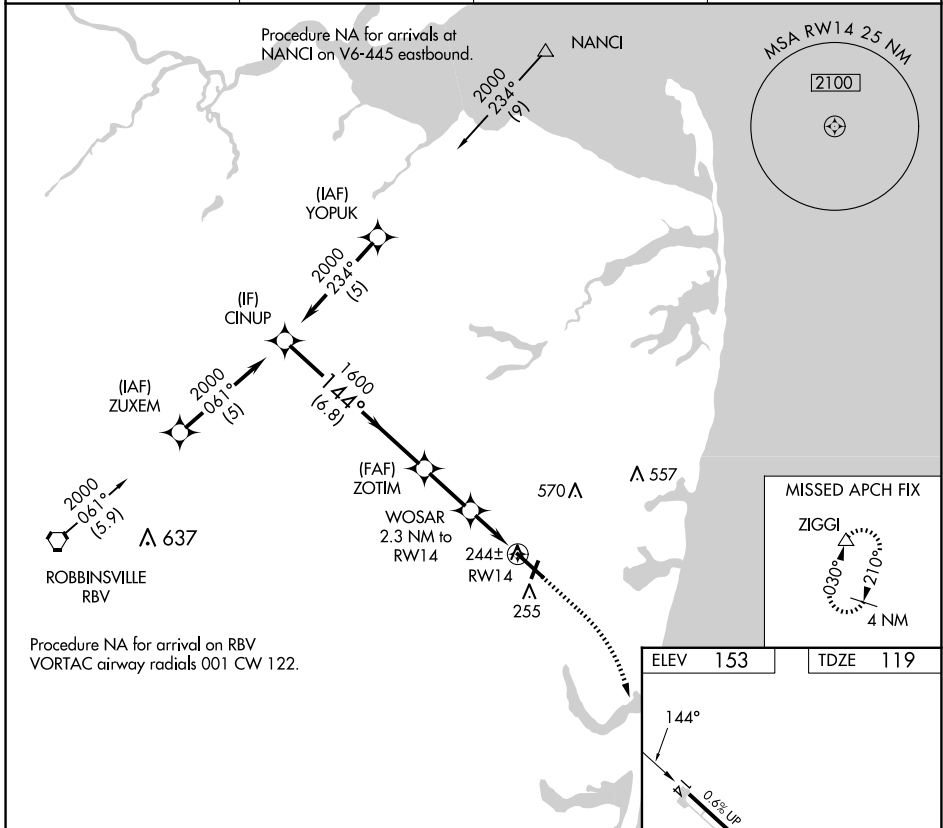 Procedure NA for arrivals at
NANCI on V6-445 eastbound.
NANCI
2000
234°
(9)
MSA RW14 25 NM
2100
(IAF)
YOPUK
2000
234°
(5)
(IF)
CINUP
(IAF)
ZUXEM
2000
061°
(5)
1600
144°
(6.8)
(FAF)
ZOTIM
WOSAR
2.3 NM to
RW14
244±
RW14
255
570
557
2000
061°
(5.9)
637
ROBBINSVILLE
RBV
Procedure NA for arrival on RBV
VORTAC airway radials 001 CW 122.
MISSED APCH FIX
ZIGGI
030°
210°
4 NM
ELEV 153
TDZE 119
144°
14
0.6% UP